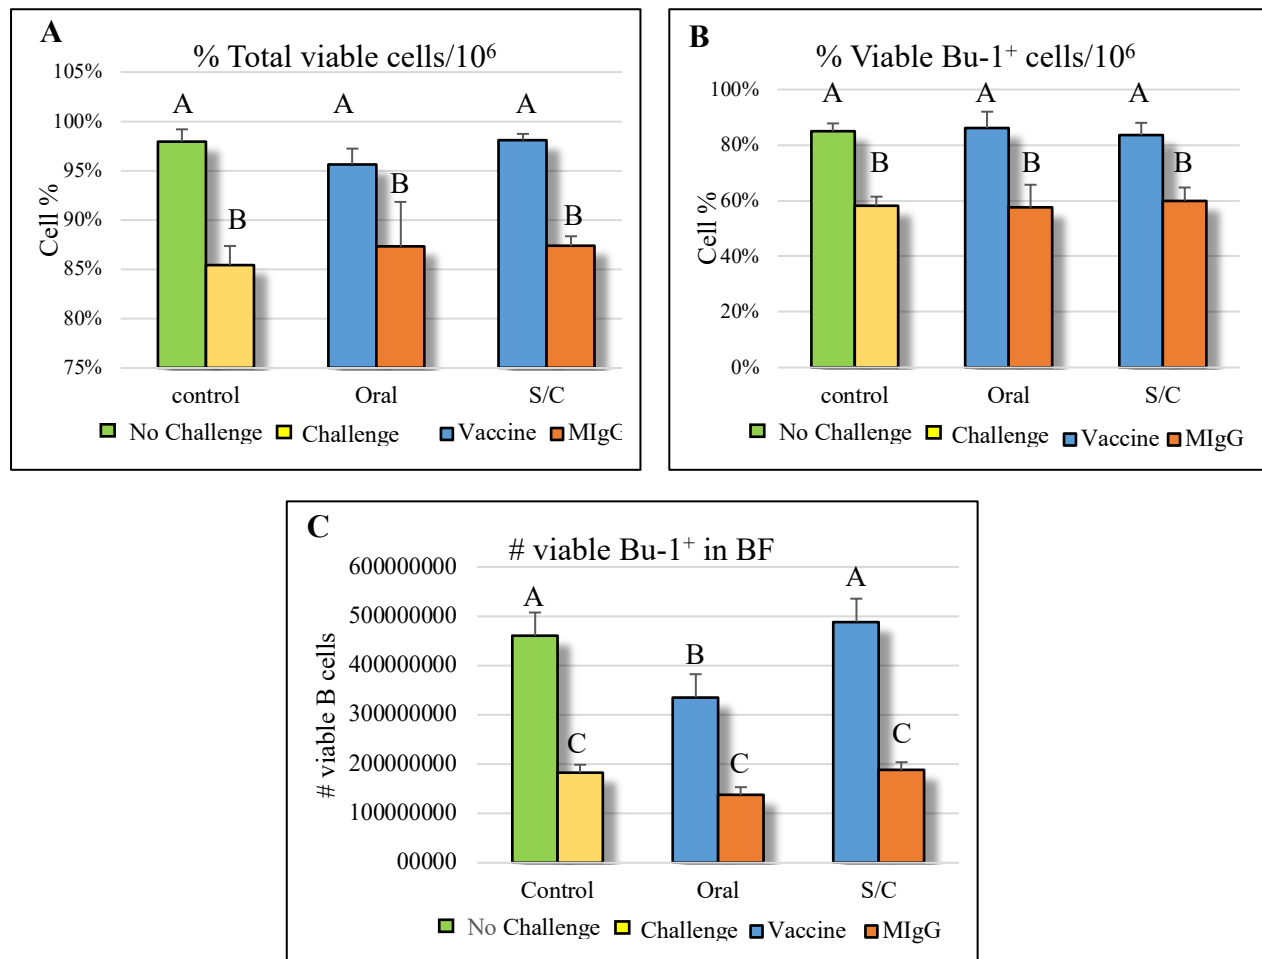 A
% Total viable cells/10⁶
105%
100%
95%
90%
85%
80%
75%
Cell %
A
B
A
B
A
B
control Oral S/C
No Challenge Challenge Vaccine MIgG
B
% Viable Bu-1⁺ cells/10⁶
100%
80%
60%
40%
20%
0%
Cell %
A
B
A
B
A
B
control Oral S/C
No Challenge Challenge Vaccine MIgG
C
# viable Bu-1⁺ in BF
600000000
500000000
400000000
300000000
200000000
100000000
00000
# viable B cells
A
C
B
C
A
C
Control Oral S/C
No Challenge Challenge Vaccine MIgG